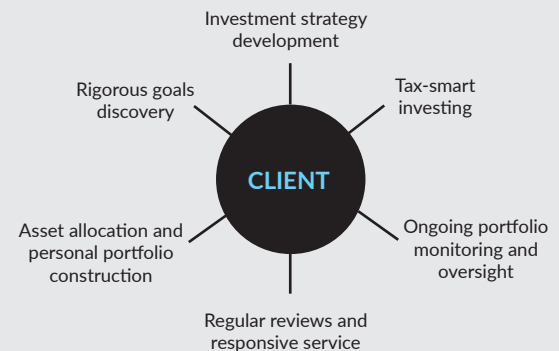 Investment strategy
development
Rigorous goals
discovery
Tax-smart
investing
CLIENT
Asset allocation and
personal portfolio
construction
Ongoing portfolio
monitoring and
oversight
Regular reviews and
responsive service